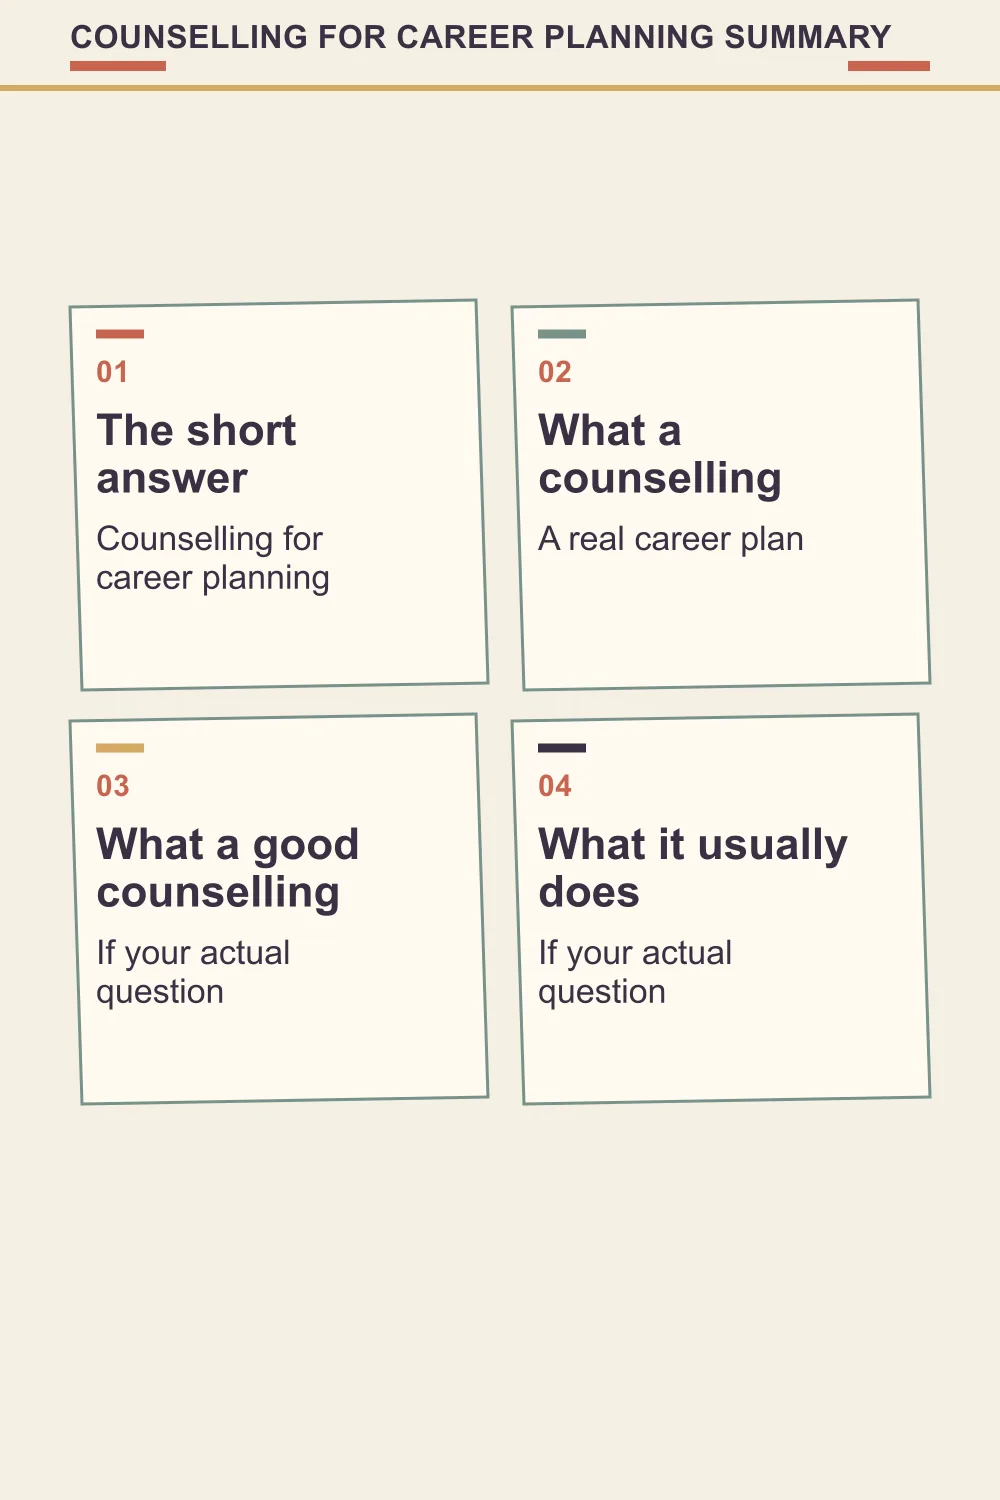 COUNSELLING FOR CAREER PLANNING SUMMARY
01
The short
answer
Counselling for
career planning
02
What a
counselling
A real career plan
03
What a good
counselling
If your actual
question
04
What it usually
does
If your actual
question